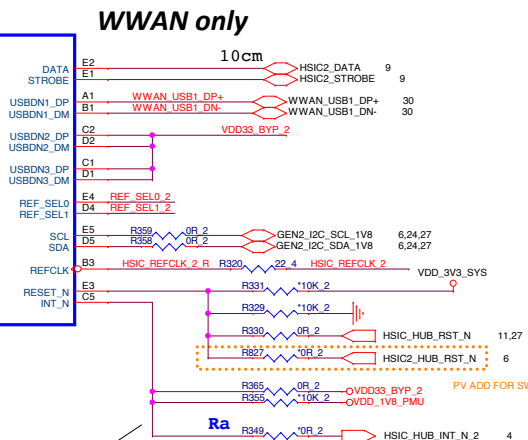 WWAN only
10cm
DATA E2 HSIC2_DATA 9
STROBE E1 HSIC2_STROBE 9
USBDN1_DP A1 WWAN_USB1_DP+ WWAN_USB1_DP+ 30
USBDN1_DM B1 WWAN_USB1_DN- WWAN_USB1_DN- 30
USBDN2_DP C2 VDD33_BYP_2
USBDN2_DM D2
USBDN3_DP C1
USBDN3_DM D1
REF_SEL0 E4 REF_SEL0_2
REF_SEL1 D4 REF_SEL1_2
SCL E5 R359 0R_2 GEN2_I2C_SCL_1V8 6,24,27
SDA D5 R358 0R_2 GEN2_I2C_SDA_1V8 6,24,27
REFCLK B3 HSIC_REFCLK_2_R R320 22_4 HSIC_REFCLK_2
VDD_3V3_SYS
RESET_N E3 R331 *10K_2
INT_N C5
R329 *10K_2
R330 0R_2 HSIC_HUB_RST_N 11,27
R827 *0R_2 HSIC2_HUB_RST_N 6
PV ADD FOR SW
R365 0R_2 VDD33_BYP_2
R355 *10K_2 VDD_1V8_PMU
Ra
R349 *0R_2 HSIC_HUB_INT_N_2 4